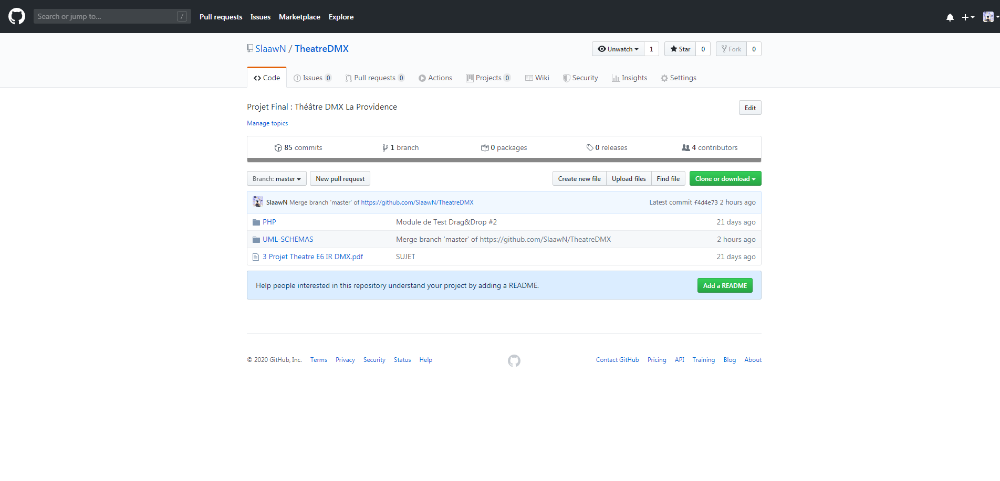 Search or jump to... / Pull requests Issues Marketplace Explore
SlaawN / TheatreDMX Unwatch 1 Star 0 Fork 0
Code Issues 0 Pull requests 0 Actions Projects 0 Wiki Security Insights Settings
Projet Final : Théâtre DMX La Providence Edit
Manage topics
85 commits 1 branch 0 packages 0 releases 4 contributors
Branch: master New pull request Create new file Upload files Find file Clone or download
SlaawN Merge branch 'master' of https://github.com/SlaawN/TheatreDMX Latest commit f4d4e73 2 hours ago
PHP Module de Test Drag&Drop #2 21 days ago
UML-SCHEMAS Merge branch 'master' of https://github.com/SlaawN/TheatreDMX 2 hours ago
3 Projet Theatre E6 IR DMX.pdf SUJET 21 days ago
Help people interested in this repository understand your project by adding a README. Add a README
© 2020 GitHub, Inc. Terms Privacy Security Status Help Contact GitHub Pricing API Training Blog About